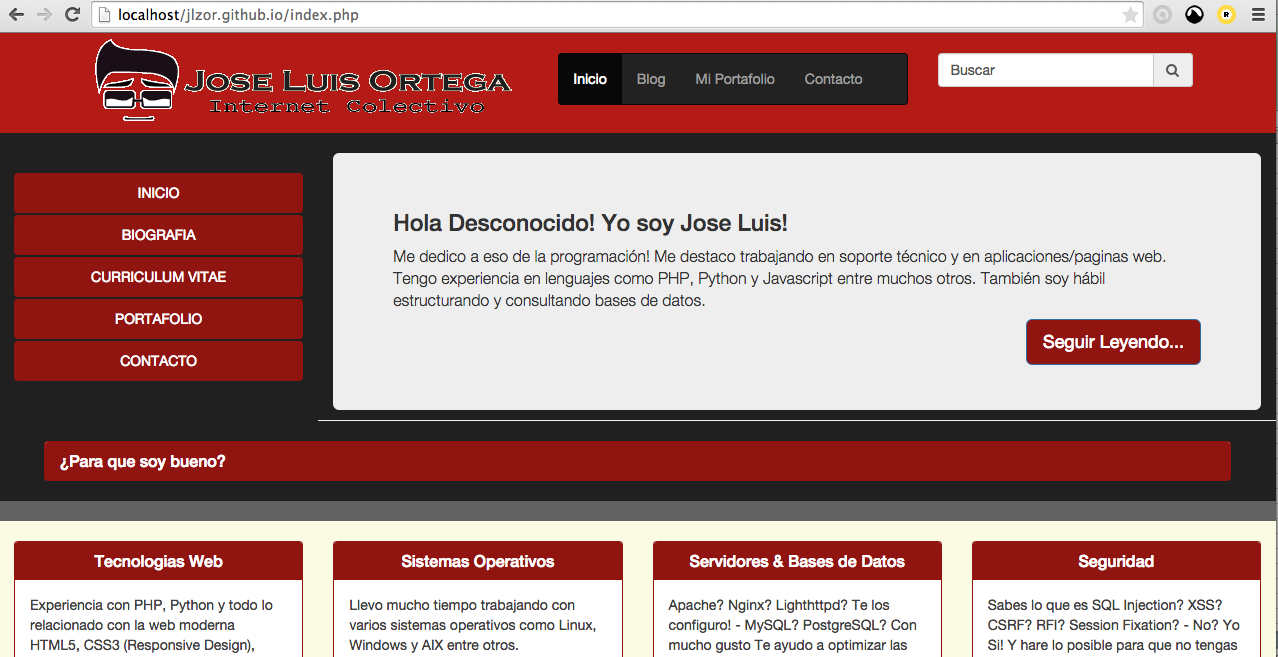 localhost/jlzor.github.io/index.php
Jose Luis Ortega
Internet Colectivo
Inicio Blog Mi Portafolio Contacto
Buscar
INICIO
BIOGRAFIA
CURRICULUM VITAE
PORTAFOLIO
CONTACTO
Hola Desconocido! Yo soy Jose Luis!
Me dedico a eso de la programación! Me destaco trabajando en soporte técnico y en aplicaciones/paginas web.
Tengo experiencia en lenguajes como PHP, Python y Javascript entre muchos otros. También soy hábil
estructurando y consultando bases de datos.
Seguir Leyendo...
¿Para que soy bueno?
Tecnologias Web
Experiencia con PHP, Python y todo lo
relacionado con la web moderna
HTML5, CSS3 (Responsive Design),
Sistemas Operativos
Llevo mucho tiempo trabajando con
varios sistemas operativos como Linux,
Windows y AIX entre otros.
Servidores & Bases de Datos
Apache? Nginx? Lighthttpd? Te los
configuro! - MySQL? PostgreSQL? Con
mucho gusto Te ayudo a optimizar las
Seguridad
Sabes lo que es SQL Injection? XSS?
CSRF? RFI? Session Fixation? - No? Yo
Si! Y hare lo posible para que no tengas